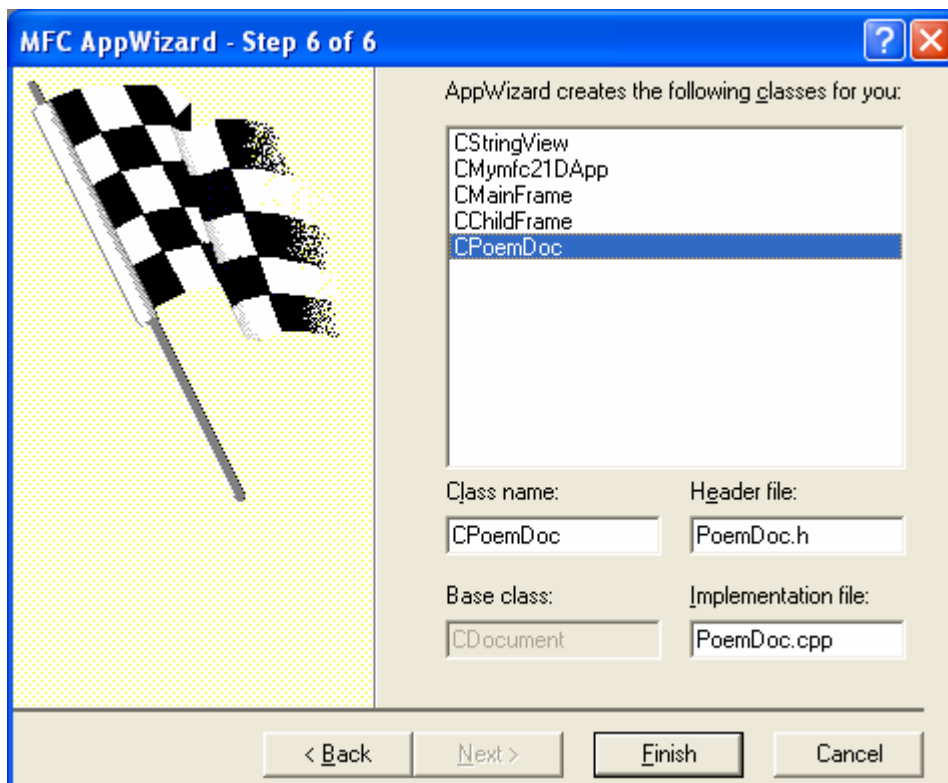 MFC AppWizard - Step 6 of 6
AppWizard creates the following classes for you:
CStringView
CMymfc21DApp
CMainFrame
CChildFrame
CPoemDoc
Class name:
Header file:
CPoemDoc
PoemDoc.h
Base class:
Implementation file:
CDocument
PoemDoc.cpp
< Back
Next >
Finish
Cancel